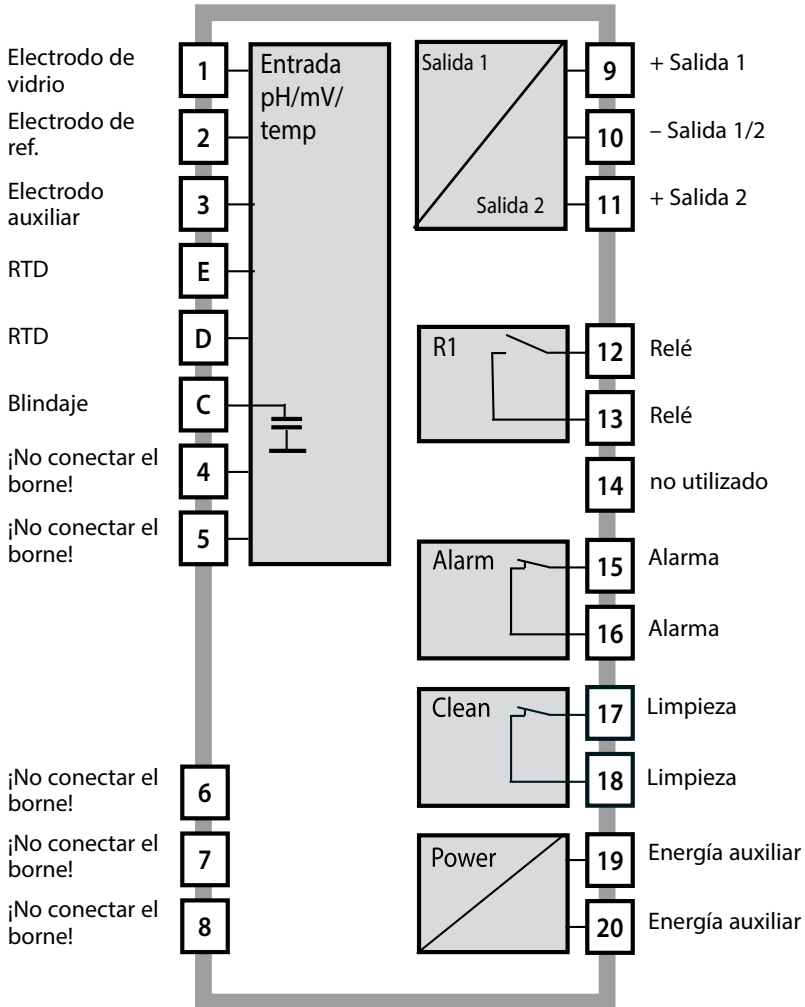 Electrodo de
vidrio
1
Electrodo de
ref.
2
Electrodo
auxiliar
3
RTD
E
RTD
D
Blindaje
C
¡No conectar el
borne!
4
¡No conectar el
borne!
5
Entrada
pH/mV/
temp
¡No conectar el
borne!
6
¡No conectar el
borne!
7
¡No conectar el
borne!
8
Salida 1
Salida 2
9
+ Salida 1
10
– Salida 1/2
11
+ Salida 2
R1
12
Relé
13
Relé
14
no utilizado
Alarm
15
Alarma
16
Alarma
Clean
17
Limpieza
18
Limpieza
Power
19
Energía auxiliar
20
Energía auxiliar